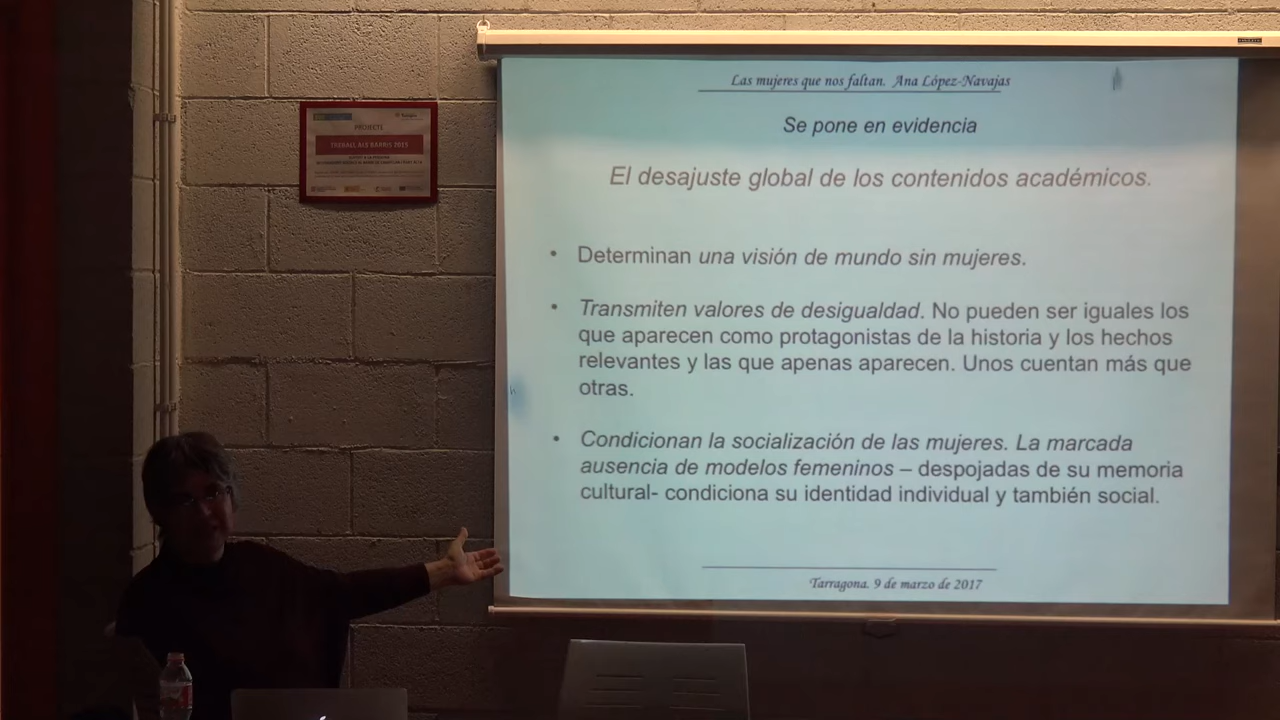 Las mujeres que nos faltan. Ana López-Navajas
Se pone en evidencia
El desajuste global de los contenidos académicos.
• Determinan una visión de mundo sin mujeres.
• Transmiten valores de desigualdad. No pueden ser iguales los
que aparecen como protagonistas de la historia y los hechos
relevantes y las que apenas aparecen. Unos cuentan más que
otras.
• Condicionan la socialización de las mujeres. La marcada
ausencia de modelos femeninos – despojadas de su memoria
cultural- condiciona su identidad individual y también social.
Tarragona. 9 de marzo de 2017
PROJECTE
TREBALL ALS BARRIS 2015